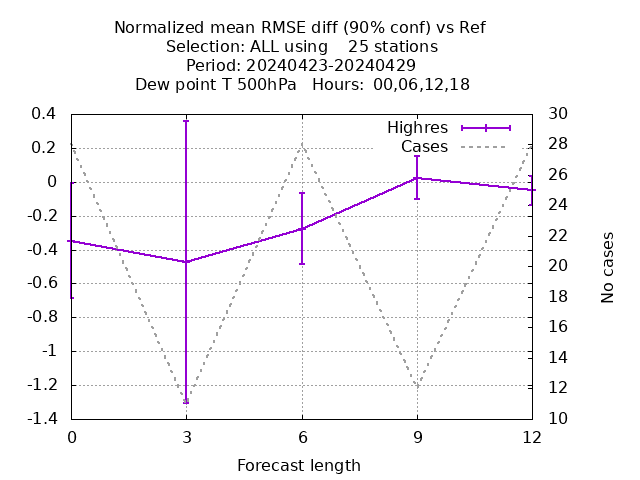 Normalized mean RMSE diff (90% conf) vs Ref
Selection: ALL using    25 stations
Period: 20240423-20240429
Dew point T 500hPa   Hours: 00,06,12,18
Highres
Cases
0.4
0.2
0
-0.2
-0.4
-0.6
-0.8
-1
-1.2
-1.4
30
28
26
24
22
20
18
16
14
12
10
No cases
0 3 6 9 12
Forecast length